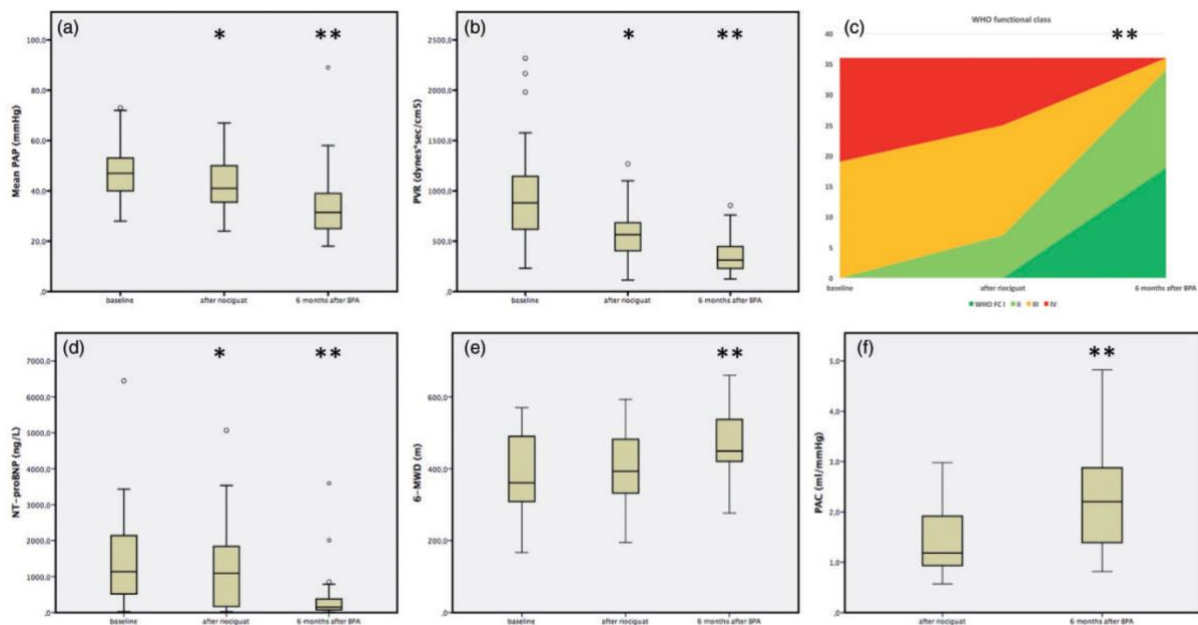 (a)
*
**
Mean PAP (mmHg)
100,0
80,0
60,0
40,0
20,0
,0
baseline
after riociguat
6 months after BPA
(b)
*
**
PVR (dynes*sec/cm5)
2500,0
2000,0
1500,0
1000,0
500,0
,0
baseline
after riociguat
6 months after BPA
(c)
WHO functional class
**
40
35
30
25
20
15
10
5
0
baseline
after riociguat
6 months after BPA
WHO FC I II III IV
(d)
*
**
NT-proBNP (ng/L)
7000,0
6000,0
5000,0
4000,0
3000,0
2000,0
1000,0
,0
baseline
after riociguat
6 months after BPA
(e)
**
6-MWD (m)
600,0
400,0
200,0
,0
baseline
after riociguat
6 months after BPA
(f)
**
PAC (ml/mmHg)
5,0
4,0
3,0
2,0
1,0
,0
after riociguat
6 months after BPA